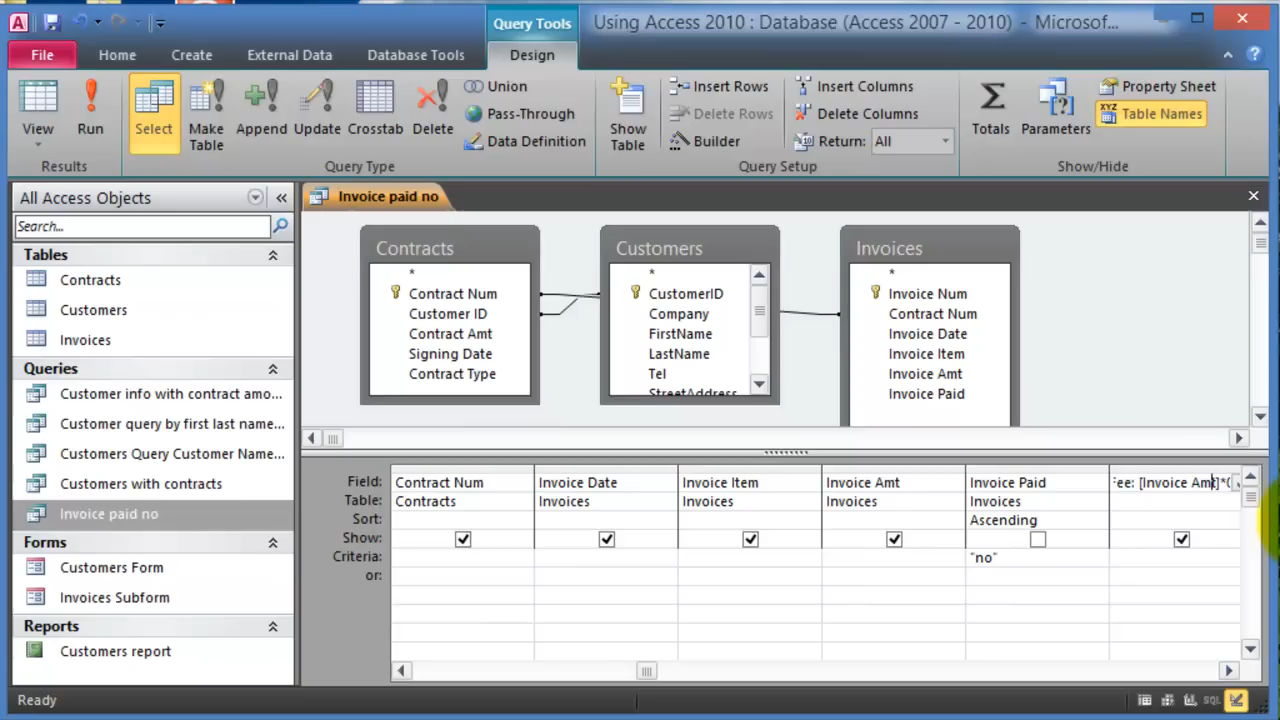 Query Tools
Using Access 2010 : Database (Access 2007 - 2010) - Microsof...
File Home Create External Data Database Tools Design
View
Run
Results
Select
Make Table
Append
Update
Crosstab
Delete
Union
Pass-Through
Data Definition
Query Type
Show Table
Insert Rows
Delete Rows
Builder
Insert Columns
Delete Columns
Return: All
Query Setup
Totals
Parameters
Property Sheet
XYZ Table Names
Show/Hide
All Access Objects
Search...
Tables
Contracts
Customers
Invoices
Queries
Customer info with contract amo...
Customer query by first last name...
Customers Query Customer Name...
Customers with contracts
Invoice paid no
Forms
Customers Form
Invoices Subform
Reports
Customers report
Invoice paid no
Contracts
*
Contract Num
Customer ID
Contract Amt
Signing Date
Contract Type
Customers
*
CustomerID
Company
FirstName
LastName
Tel
StreetAddress
Invoices
*
Invoice Num
Contract Num
Invoice Date
Invoice Item
Invoice Amt
Invoice Paid
Field: Contract Num Invoice Date Invoice Item Invoice Amt Invoice Paid ee: [Invoice Amt]*(
Table: Contracts Invoices Invoices Invoices Invoices
Sort: Ascending
Show:
Criteria: "no"
or:
Ready
SQL